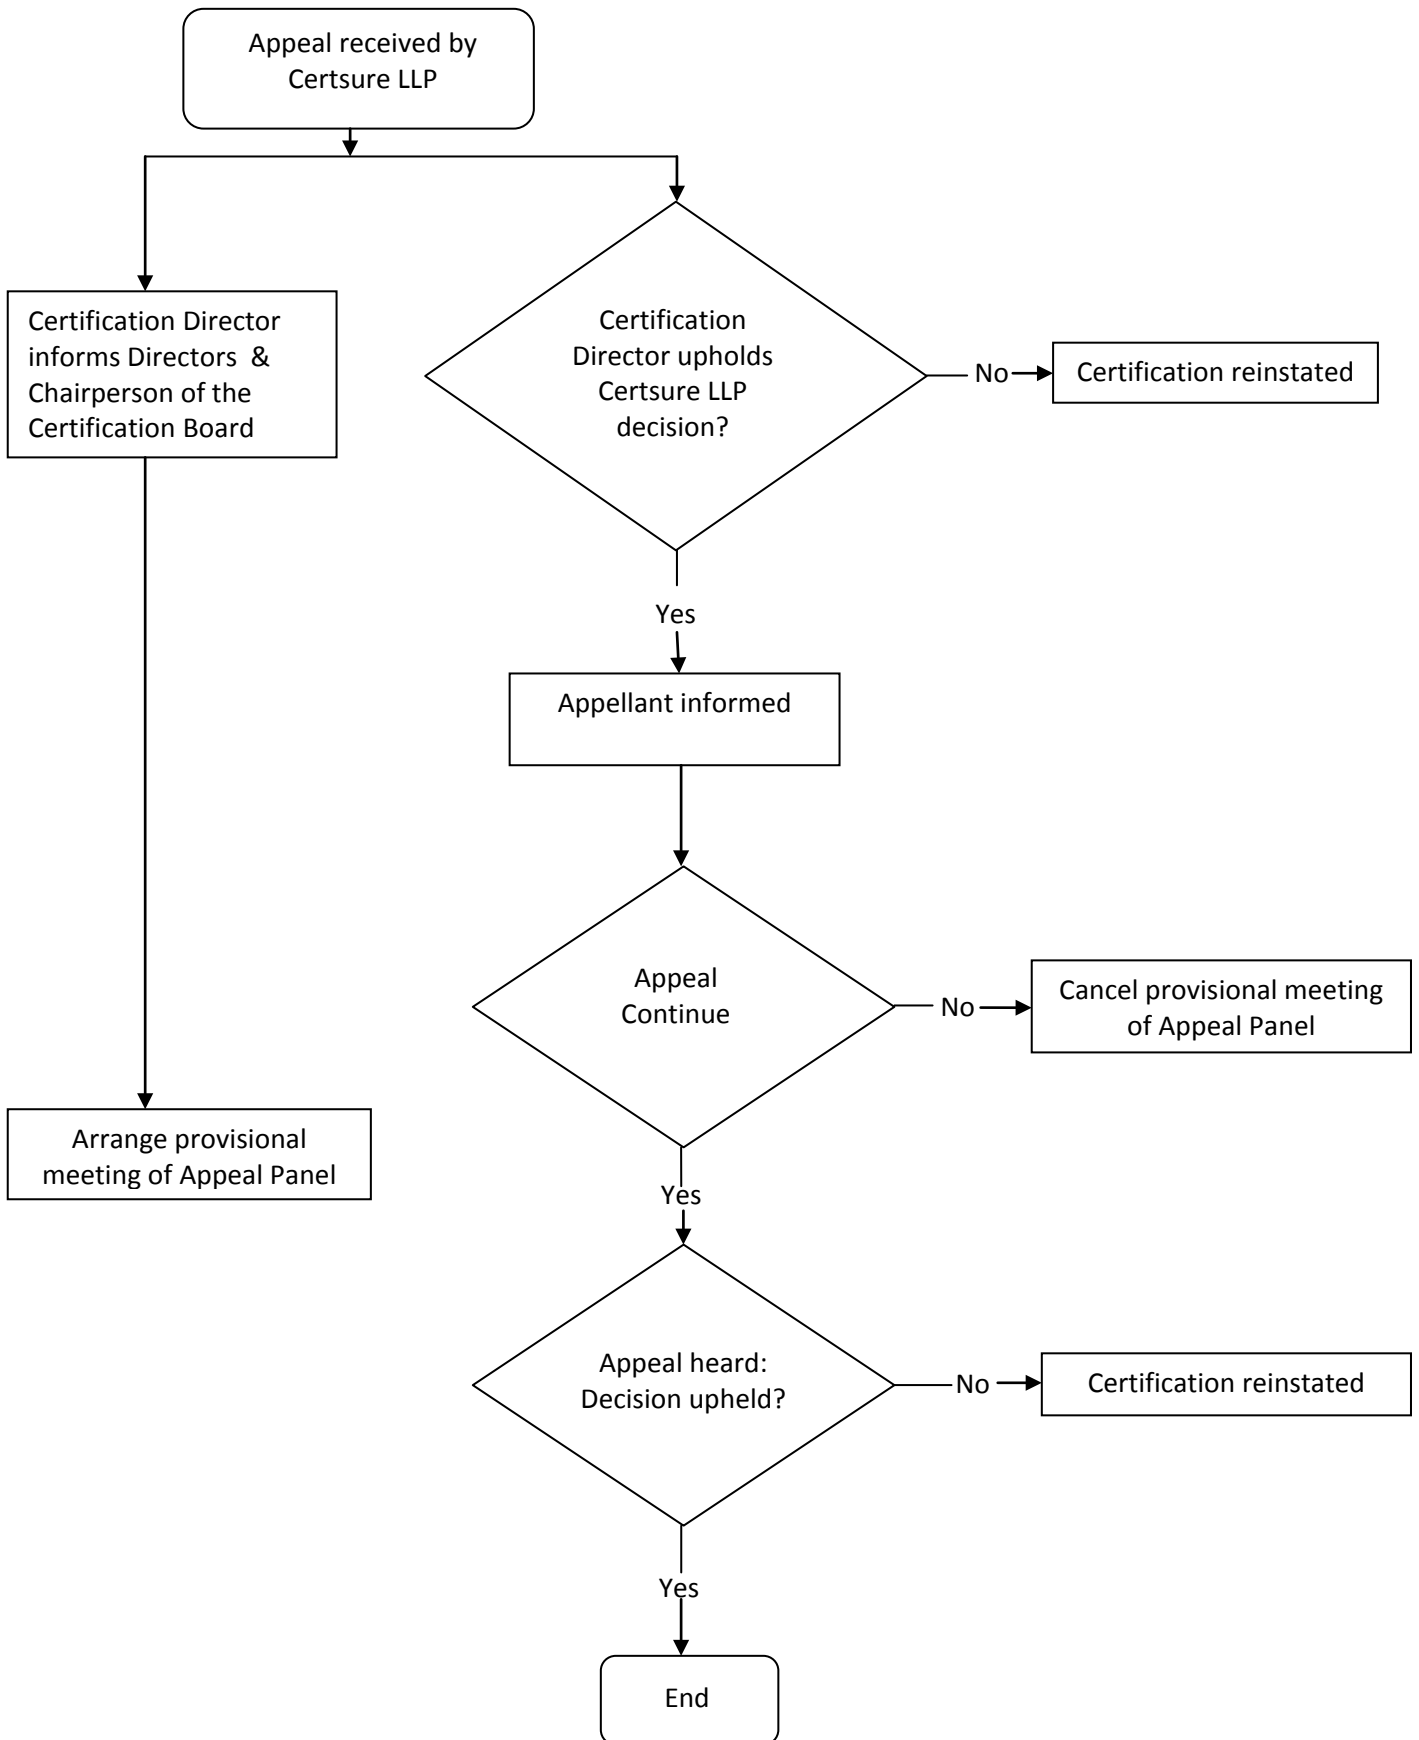 Appeal received by
Certsure LLP
Certification Director
informs Directors  &
Chairperson of the
Certification Board
Certification
Director upholds
Certsure LLP
decision?
No
Certification reinstated
Yes
Appellant informed
Appeal
Continue
No
Cancel provisional meeting
of Appeal Panel
Arrange provisional
meeting of Appeal Panel
Yes
Appeal heard:
Decision upheld?
No
Certification reinstated
Yes
End